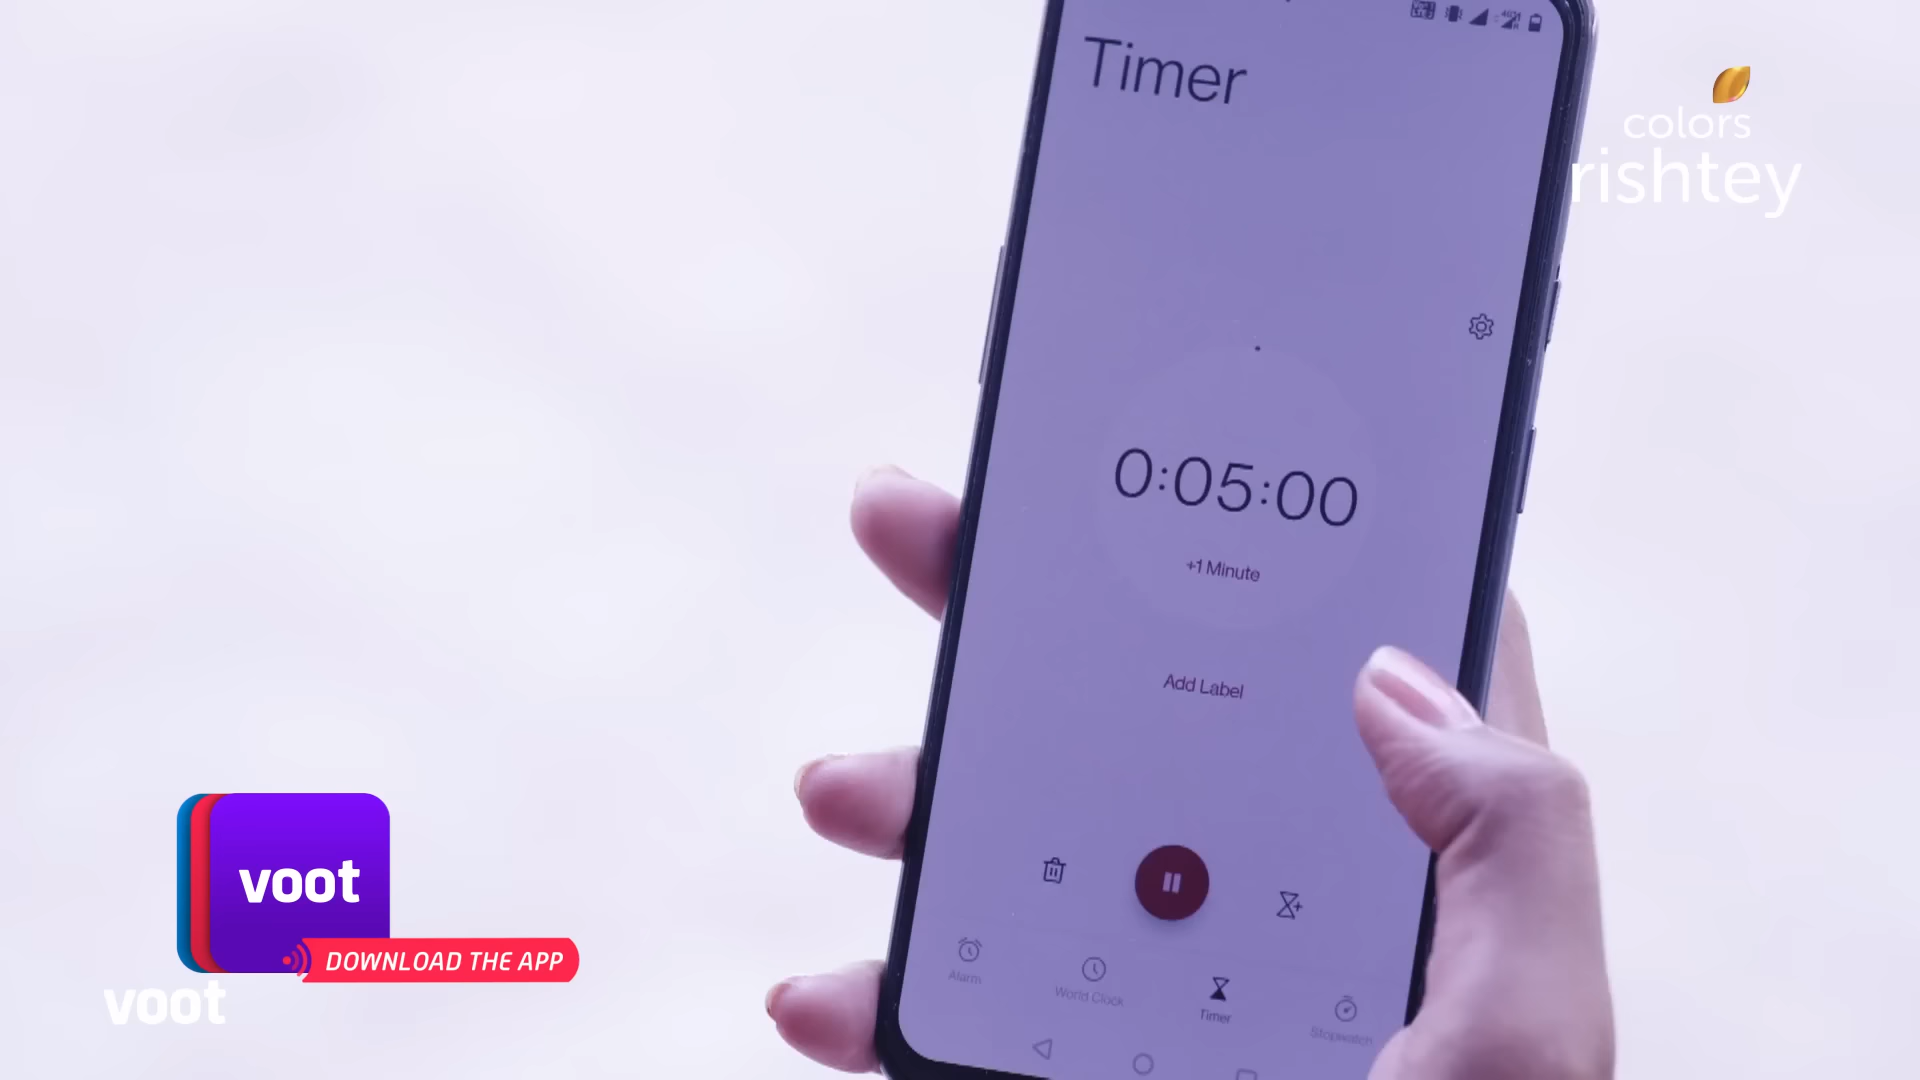 Timer
colors
rishtey
0:05:00
+1 Minute
Add Label
voot
DOWNLOAD THE APP
voot
Alarm
World Clock
Timer
Stopwatch